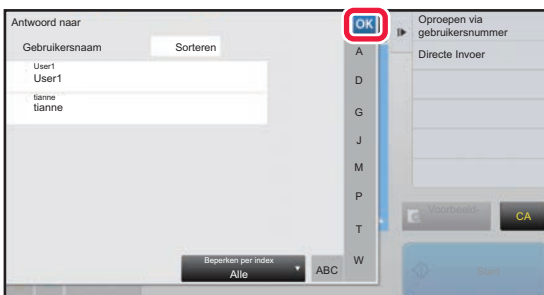 Antwoord naar
OK
Gebruikersnaam
Sorteren
User1
User1
tianne
tianne
A
D
G
J
M
P
T
W
Beperken per index
Alle
ABC
Oproepen via
gebruikersnummer
Directe Invoer
CA
Start